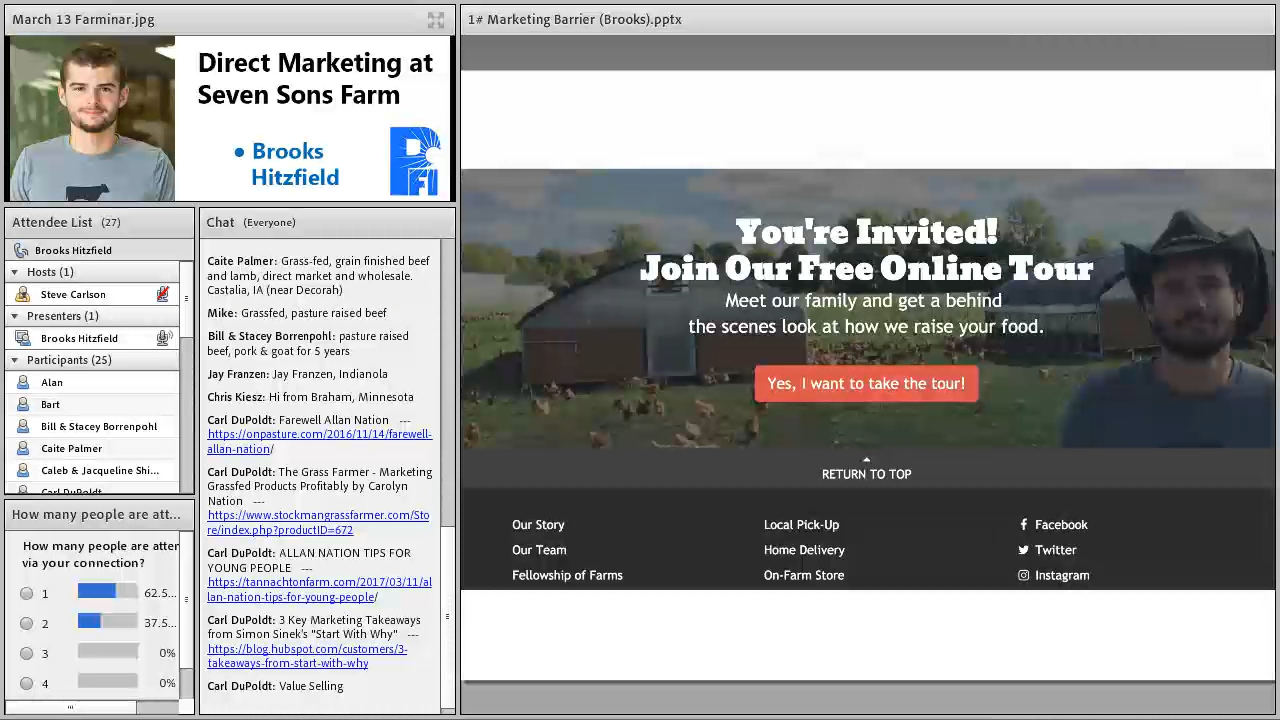 March 13 Farminar.jpg
Direct Marketing at
Seven Sons Farm
• Brooks
Hitzfield
Attendee List (27)
Brooks Hitzfield
Hosts (1)
Steve Carlson
Presenters (1)
Brooks Hitzfield
Participants (25)
Alan
Bart
Bill & Stacey Borrenpohl
Caite Palmer
Caleb & Jacqueline Shi...
Carl DuPoldt
How many people are att...
How many people are atter
via your connection?
1 62.5...
2 37.5...
3 0%
4 0%
Chat (Everyone)
Caite Palmer: Grass-fed, grain finished beef
and lamb, direct market and wholesale.
Castalia, IA (near Decorah)
Mike: Grassfed, pasture raised beef
Bill & Stacey Borrenpohl: pasture raised
beef, pork & goat for 5 years
Jay Franzen: Jay Franzen, Indianola
Chris Kiesz: Hi from Braham, Minnesota
Carl DuPoldt: Farewell Allan Nation ---
https://onpasture.com/2016/11/14/farewell-
allan-nation/
Carl DuPoldt: The Grass Farmer - Marketing
Grassfed Products Profitably by Carolyn
Nation ---
https://www.stockmangrassfarmer.com/Sto
re/index.php?productID=672
Carl DuPoldt: ALLAN NATION TIPS FOR
YOUNG PEOPLE ---
https://tannachtonfarm.com/2017/03/11/al
lan-nation-tips-for-young-people/
Carl DuPoldt: 3 Key Marketing Takeaways
from Simon Sinek's "Start With Why" ---
https://blog.hubspot.com/customers/3-
takeaways-from-start-with-why
Carl DuPoldt: Value Selling
1# Marketing Barrier (Brooks).pptx
You're Invited!
Join Our Free Online Tour
Meet our family and get a behind
the scenes look at how we raise your food.
Yes, I want to take the tour!
RETURN TO TOP
Our Story
Our Team
Fellowship of Farms
Local Pick-Up
Home Delivery
On-Farm Store
Facebook
Twitter
Instagram